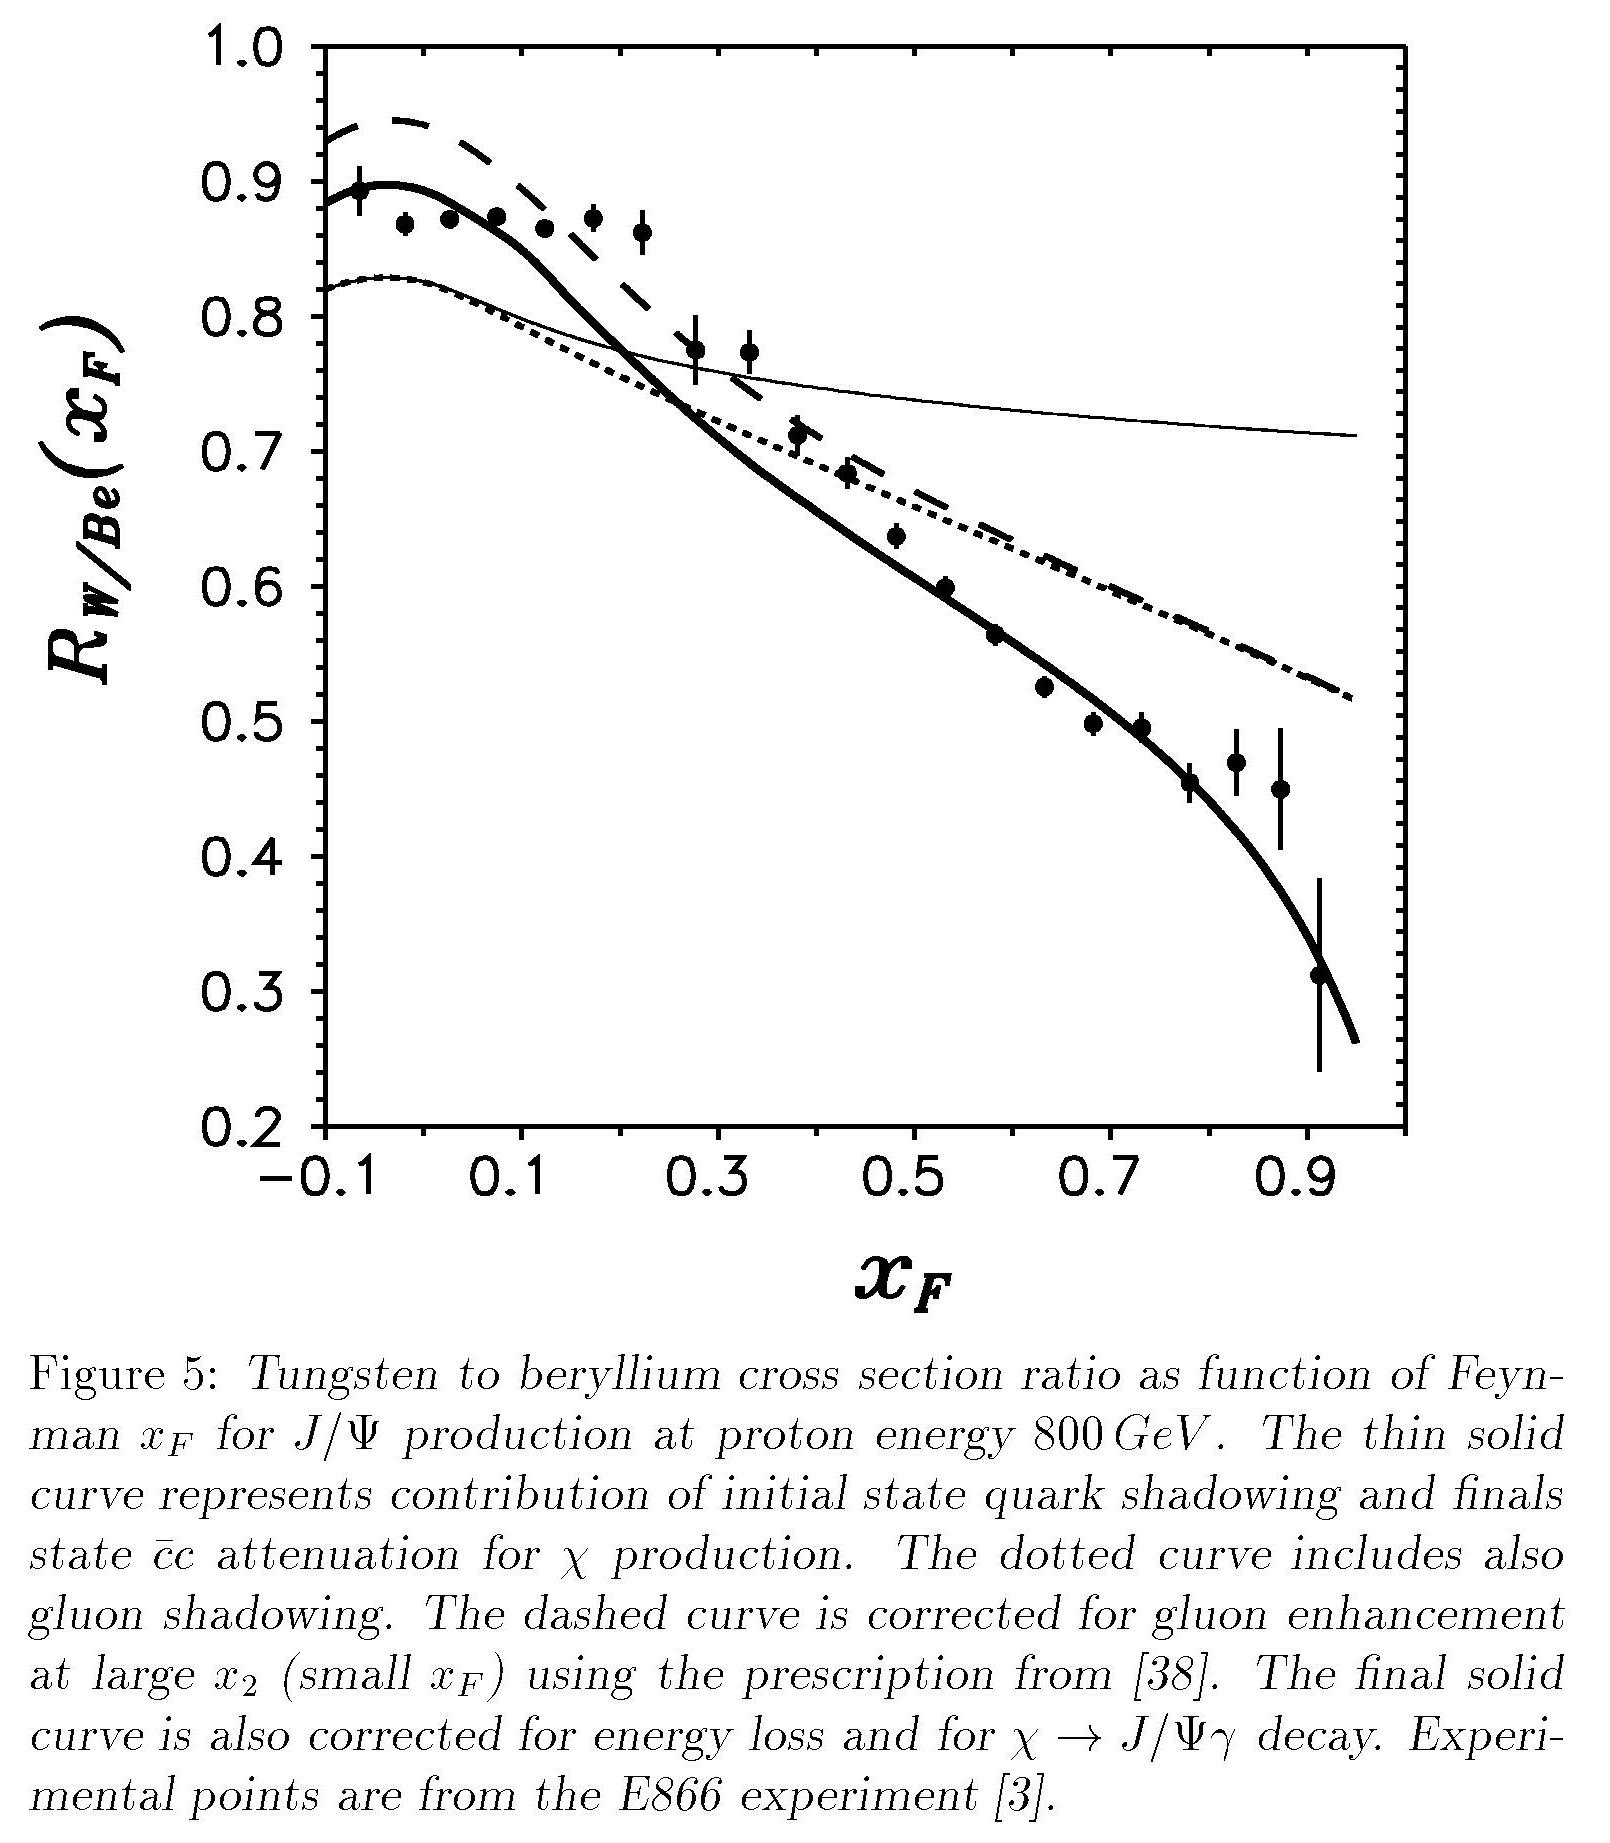 1.0
0.9
0.8
0.7
0.6
0.5
0.4
0.3
0.2
R_{W/Be}(x_F)
−0.1 0.1 0.3 0.5 0.7 0.9
x_F
Figure 5: Tungsten to beryllium cross section ratio as function of Feyn-
man x_F for J/Ψ production at proton energy 800 GeV. The thin solid
curve represents contribution of initial state quark shadowing and finals
state c̄c attenuation for χ production. The dotted curve includes also
gluon shadowing. The dashed curve is corrected for gluon enhancement
at large x_2 (small x_F) using the prescription from [38]. The final solid
curve is also corrected for energy loss and for χ → J/Ψγ decay. Experi-
mental points are from the E866 experiment [3].